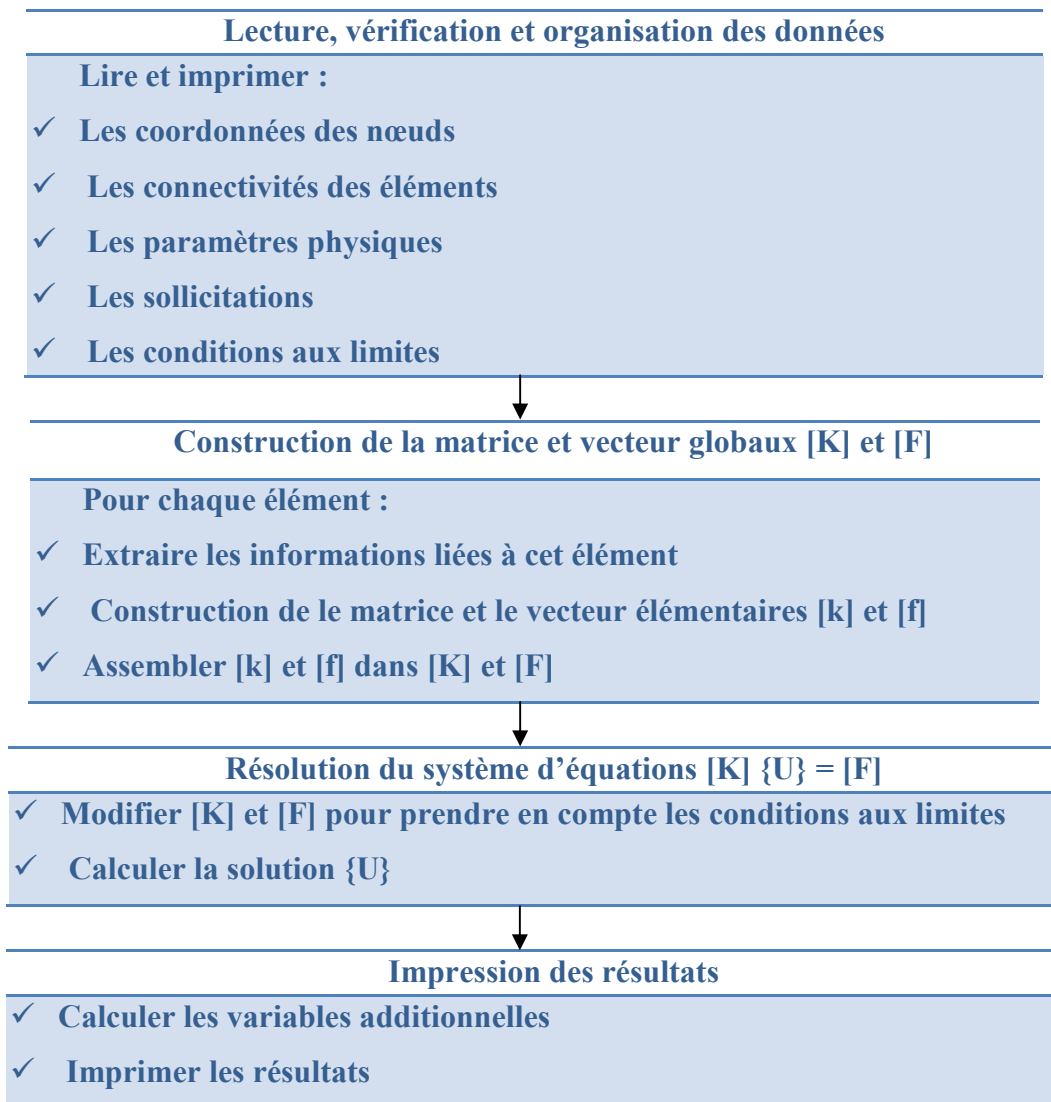 Lecture, vérification et organisation des données
Lire et imprimer :
✓ Les coordonnées des nœuds
✓ Les connectivités des éléments
✓ Les paramètres physiques
✓ Les sollicitations
✓ Les conditions aux limites
Construction de la matrice et vecteur globaux [K] et [F]
Pour chaque élément :
✓ Extraire les informations liées à cet élément
✓ Construction de le matrice et le vecteur élémentaires [k] et [f]
✓ Assembler [k] et [f] dans [K] et [F]
Résolution du système d’équations [K] {U} = [F]
✓ Modifier [K] et [F] pour prendre en compte les conditions aux limites
✓ Calculer la solution {U}
Impression des résultats
✓ Calculer les variables additionnelles
✓ Imprimer les résultats